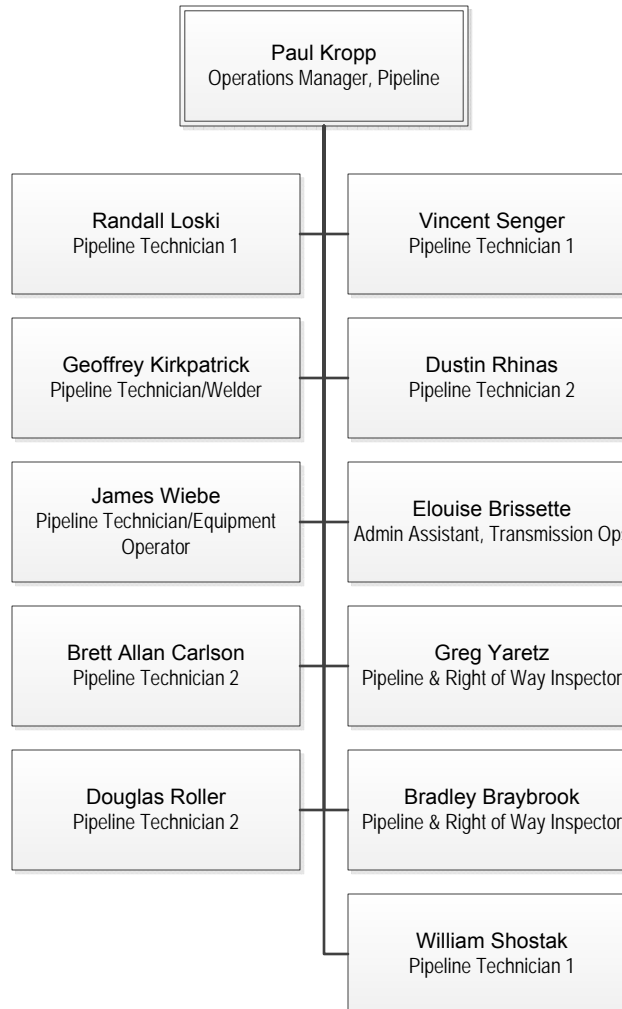 Paul Kropp
Operations Manager, Pipeline
Randall Loski
Pipeline Technician 1
Vincent Senger
Pipeline Technician 1
Geoffrey Kirkpatrick
Pipeline Technician/Welder
Dustin Rhinas
Pipeline Technician 2
James Wiebe
Pipeline Technician/Equipment
Operator
Elouise Brissette
Admin Assistant, Transmission Ops
Brett Allan Carlson
Pipeline Technician 2
Greg Yaretz
Pipeline & Right of Way Inspector
Douglas Roller
Pipeline Technician 2
Bradley Braybrook
Pipeline & Right of Way Inspector
William Shostak
Pipeline Technician 1